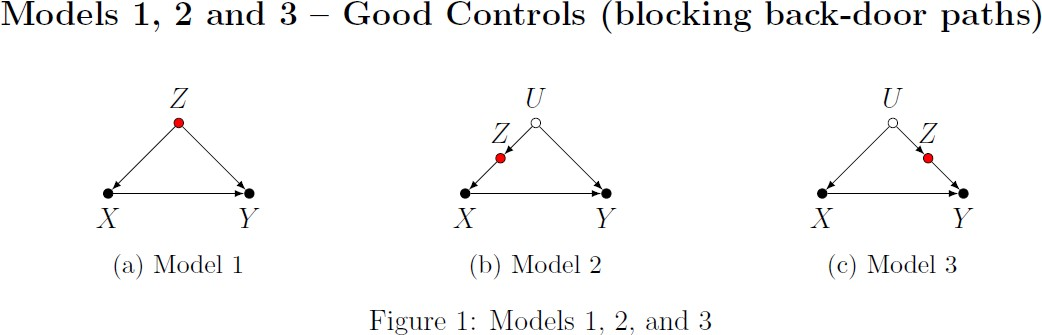 Models 1, 2 and 3 – Good Controls (blocking back-door paths)
Z
X
Y
(a) Model 1
U
Z
X
Y
(b) Model 2
U
Z
X
Y
(c) Model 3
Figure 1: Models 1, 2, and 3